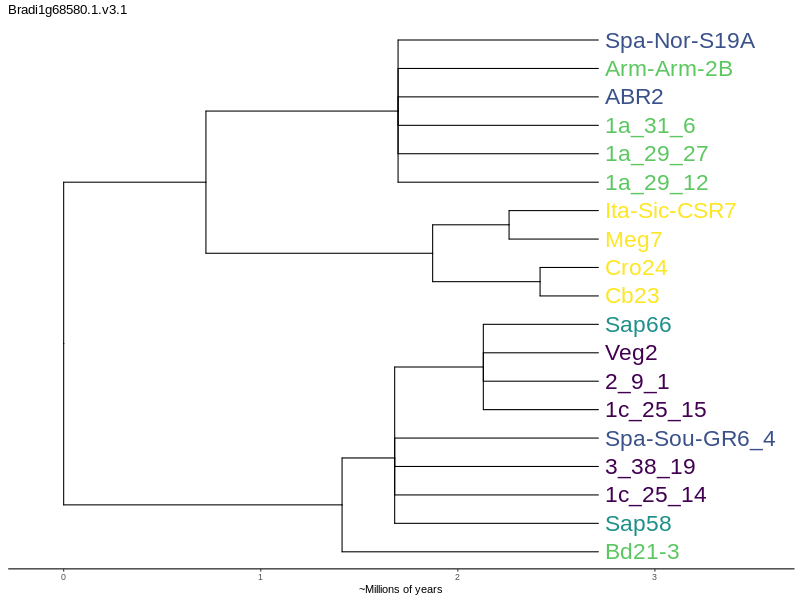 Bradi1g68580.1.v3.1
Spa-Nor-S19A
Arm-Arm-2B
ABR2
1a_31_6
1a_29_27
1a_29_12
Ita-Sic-CSR7
Meg7
Cro24
Cb23
Sap66
Veg2
2_9_1
1c_25_15
Spa-Sou-GR6_4
3_38_19
1c_25_14
Sap58
Bd21-3
0 1 2 3
~Millions of years